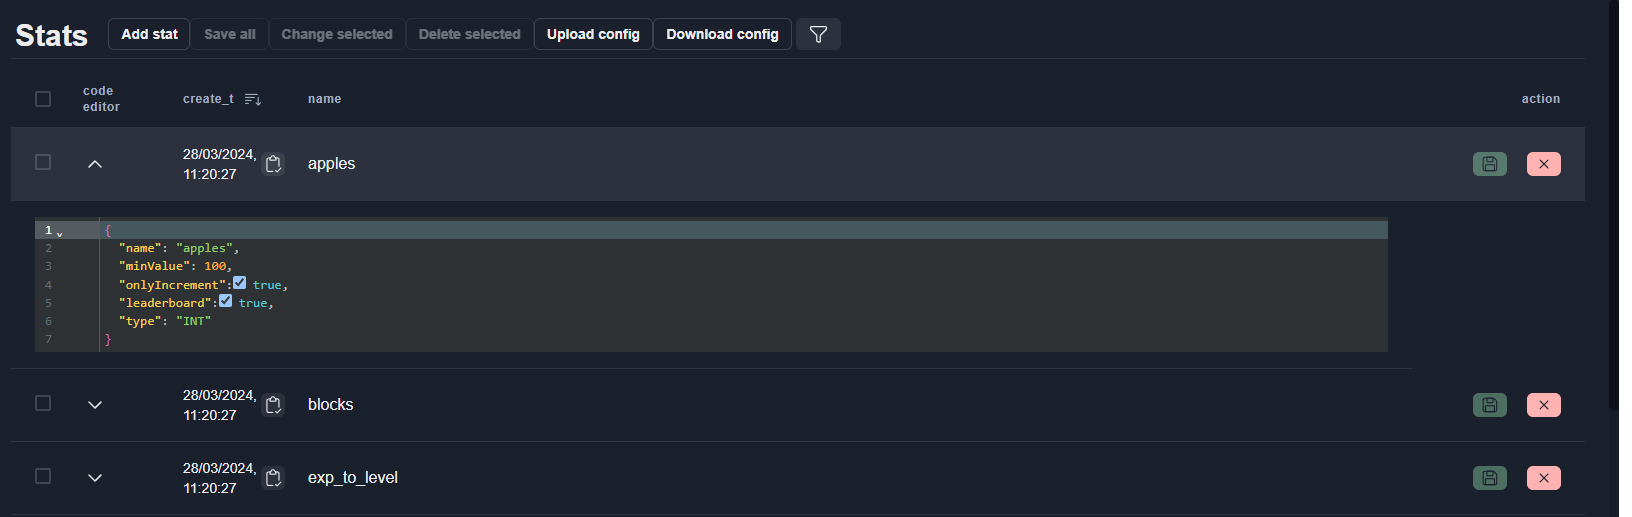 Stats Add stat Save all Change selected Delete selected Upload config Download config
code editor create_t name action
28/03/2024, 11:20:27 apples
1 {
2 "name": "apples",
3 "minValue": 100,
4 "onlyIncrement": true,
5 "leaderboard": true,
6 "type": "INT"
7 }
28/03/2024, 11:20:27 blocks
28/03/2024, 11:20:27 exp_to_level